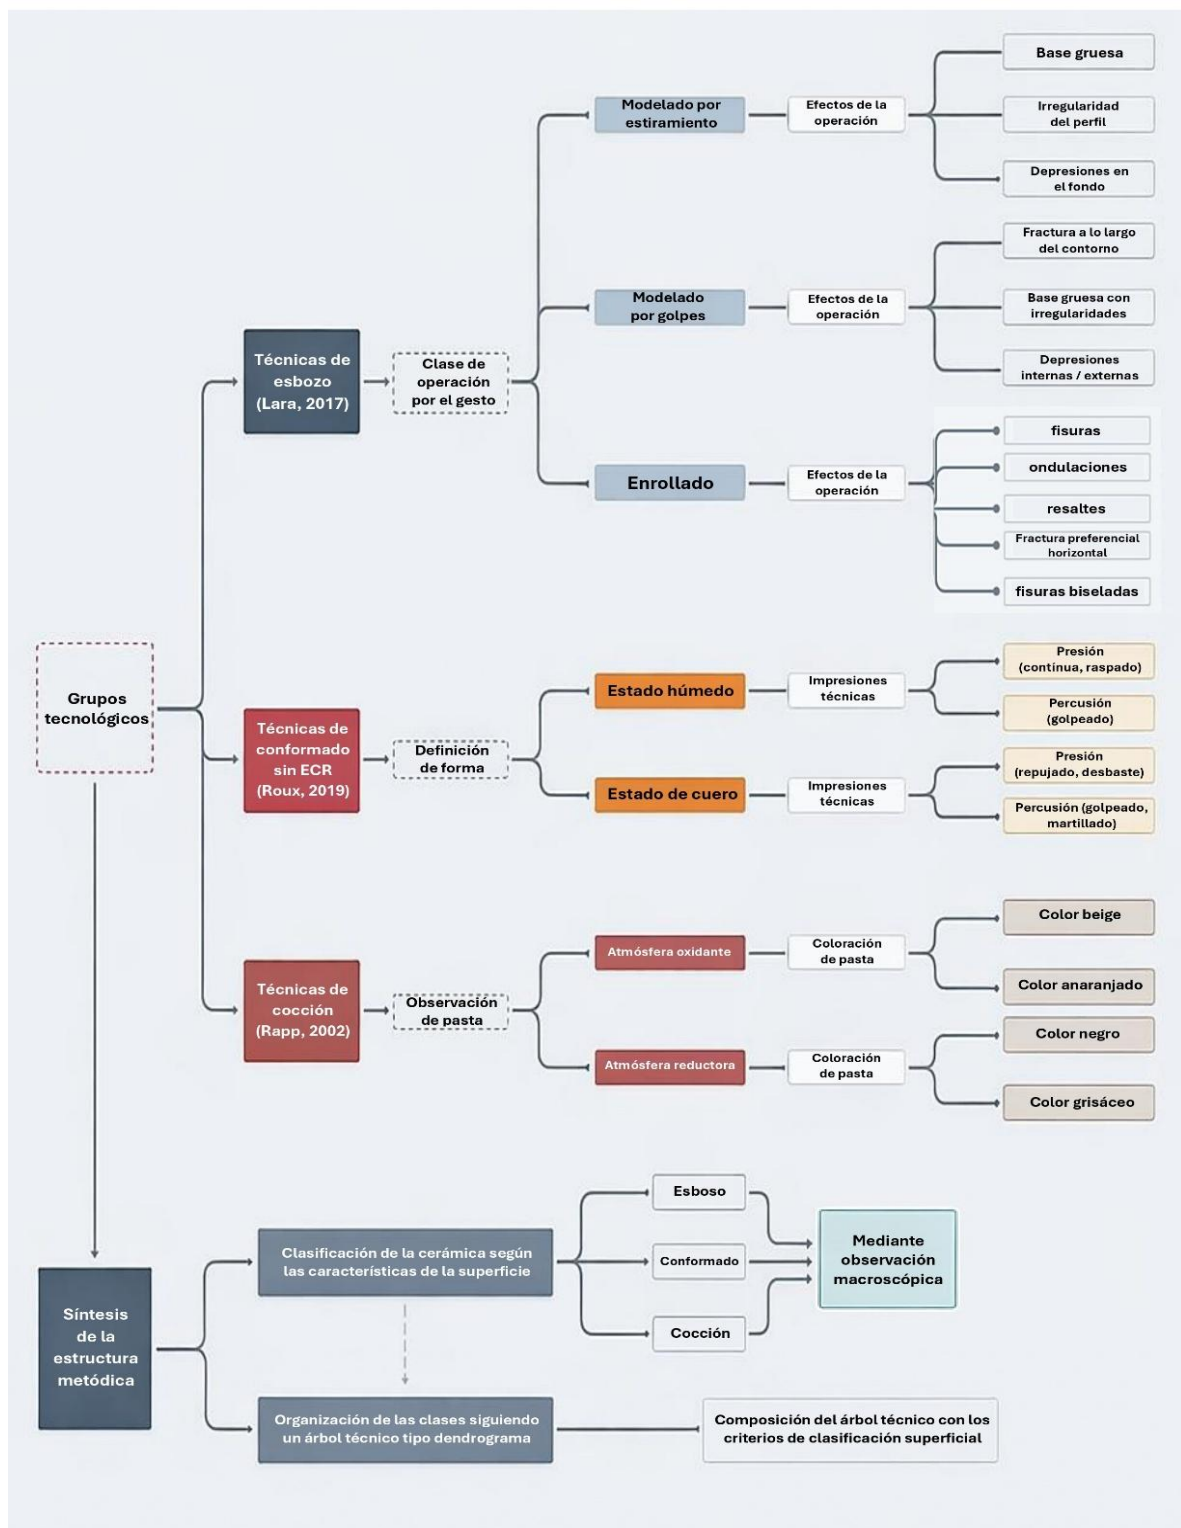 Grupos
tecnológicos
Técnicas de
esbozo
(Lara, 2017)
Clase de
operación
por el gesto
Modelado por
estiramiento
Efectos de la
operación
Base gruesa
Irregularidad
del perfil
Depresiones en
el fondo
Modelado
por golpes
Efectos de la
operación
Fractura a lo largo
del contorno
Base gruesa con
irregularidades
Depresiones
internas / externas
Enrollado
Efectos de la
operación
fisuras
ondulaciones
resaltes
Fractura preferencial
horizontal
fisuras biseladas
Técnicas de
conformado
sin ECR
(Roux, 2019)
Definición
de forma
Estado húmedo
Impresiones
técnicas
Presión
(contínua, raspado)
Percusión
(golpeado)
Estado de cuero
Impresiones
técnicas
Presión
(repujado, desbaste)
Percusión (golpeado,
martillado)
Técnicas de
cocción
(Rapp, 2002)
Observación
de pasta
Atmósfera oxidante
Coloración
de pasta
Color beige
Color anaranjado
Atmósfera reductora
Coloración
de pasta
Color negro
Color grisáceo
Síntesis
de la
estructura
metódica
Clasificación de la cerámica según
las características de la superficie
Esboso
Conformado
Cocción
Mediante
observación
macroscópica
Organización de las clases siguiendo
un árbol técnico tipo dendrograma
Composición del árbol técnico con los
criterios de clasificación superficial